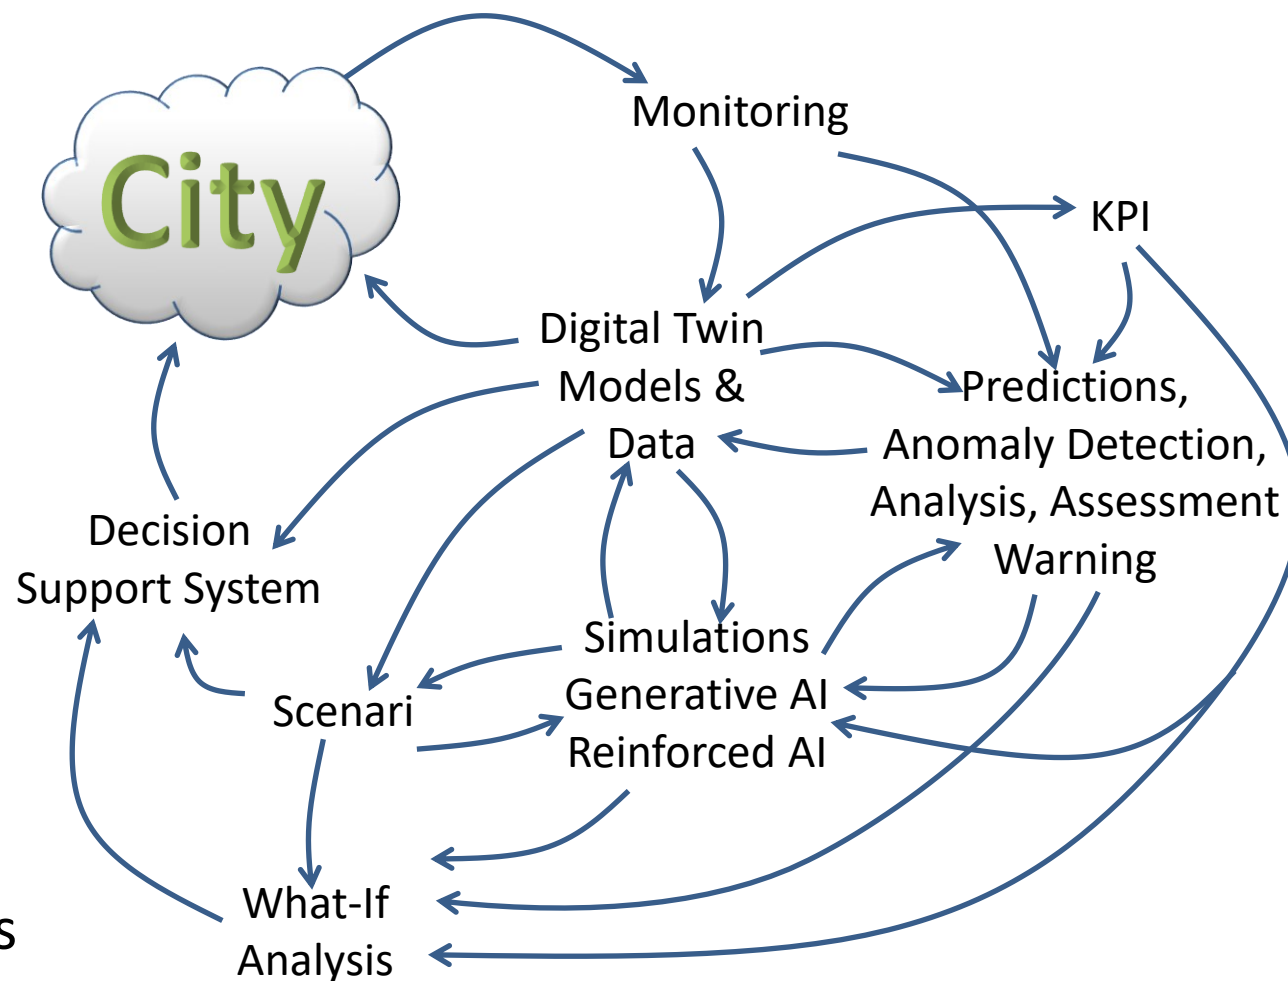 City
Monitoring
KPI
Digital Twin
Models &
Data
Predictions,
Anomaly Detection,
Analysis, Assessment
Warning
Decision
Support System
Simulations
Generative AI
Reinforced AI
Scenari
What-If
Analysis
s